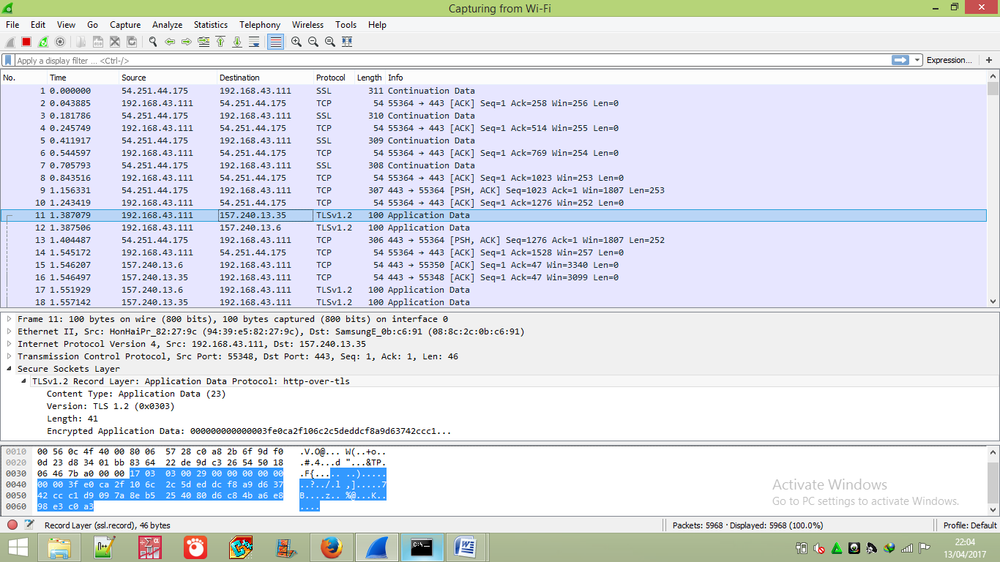 Capturing from Wi-Fi
File Edit View Go Capture Analyze Statistics Telephony Wireless Tools Help
Apply a display filter ... <Ctrl-/> Expression... +
No. Time Source Destination Protocol Length Info
1 0.000000 54.251.44.175 192.168.43.111 SSL 311 Continuation Data
2 0.043885 192.168.43.111 54.251.44.175 TCP 54 55364 → 443 [ACK] Seq=1 Ack=258 Win=256 Len=0
3 0.181786 54.251.44.175 192.168.43.111 SSL 310 Continuation Data
4 0.245749 192.168.43.111 54.251.44.175 TCP 54 55364 → 443 [ACK] Seq=1 Ack=514 Win=255 Len=0
5 0.411917 54.251.44.175 192.168.43.111 SSL 309 Continuation Data
6 0.544597 192.168.43.111 54.251.44.175 TCP 54 55364 → 443 [ACK] Seq=1 Ack=769 Win=254 Len=0
7 0.705793 54.251.44.175 192.168.43.111 SSL 308 Continuation Data
8 0.843516 192.168.43.111 54.251.44.175 TCP 54 55364 → 443 [ACK] Seq=1 Ack=1023 Win=253 Len=0
9 1.156331 54.251.44.175 192.168.43.111 TCP 307 443 → 55364 [PSH, ACK] Seq=1023 Ack=1 Win=1807 Len=253
10 1.243419 192.168.43.111 54.251.44.175 TCP 54 55364 → 443 [ACK] Seq=1 Ack=1276 Win=252 Len=0
11 1.387079 192.168.43.111 157.240.13.35 TLSv1.2 100 Application Data
12 1.387506 192.168.43.111 157.240.13.6 TLSv1.2 100 Application Data
13 1.404487 54.251.44.175 192.168.43.111 TCP 306 443 → 55364 [PSH, ACK] Seq=1276 Ack=1 Win=1807 Len=252
14 1.545172 192.168.43.111 54.251.44.175 TCP 54 55364 → 443 [ACK] Seq=1 Ack=1528 Win=257 Len=0
15 1.546207 157.240.13.6 192.168.43.111 TCP 54 443 → 55350 [ACK] Seq=1 Ack=47 Win=3340 Len=0
16 1.546497 157.240.13.35 192.168.43.111 TCP 54 443 → 55348 [ACK] Seq=1 Ack=47 Win=3099 Len=0
17 1.551929 157.240.13.6 192.168.43.111 TLSv1.2 100 Application Data
18 1.557142 157.240.13.35 192.168.43.111 TLSv1.2 100 Application Data
Frame 11: 100 bytes on wire (800 bits), 100 bytes captured (800 bits) on interface 0
Ethernet II, Src: HonHaiPr_82:27:9c (94:39:e5:82:27:9c), Dst: SamsungE_0b:c6:91 (08:8c:2c:0b:c6:91)
Internet Protocol Version 4, Src: 192.168.43.111, Dst: 157.240.13.35
Transmission Control Protocol, Src Port: 55348, Dst Port: 443, Seq: 1, Ack: 1, Len: 46
Secure Sockets Layer
TLSv1.2 Record Layer: Application Data Protocol: http-over-tls
Content Type: Application Data (23)
Version: TLS 1.2 (0x0303)
Length: 41
Encrypted Application Data: 000000000000003fe0ca2f106c2c5deddcf8a9d63742ccc1...
0010 00 56 0c 4f 40 00 80 06 57 28 c0 a8 2b 6f 9d f0 .V.O@... W(..+o..
0020 0d 23 d8 34 01 bb 83 64 22 de 9d c3 26 54 50 18 .#.4...d "...&TP.
0030 06 46 7b a0 00 00 17 03 03 00 29 00 00 00 00 00 .F{..... ..).....
0040 00 00 3f e0 ca 2f 10 6c 2c 5d ed dc f8 a9 d6 37 ..?../.l ,].....7
0050 42 cc c1 d9 09 7a 8e b5 25 40 80 d6 c8 4b a6 e8 B....z.. %@...K..
0060 98 e3 c0 a3 ....
Activate Windows
Go to PC settings to activate Windows.
Record Layer (ssl.record), 46 bytes Packets: 5968 · Displayed: 5968 (100.0%) Profile: Default
22:04
13/04/2017